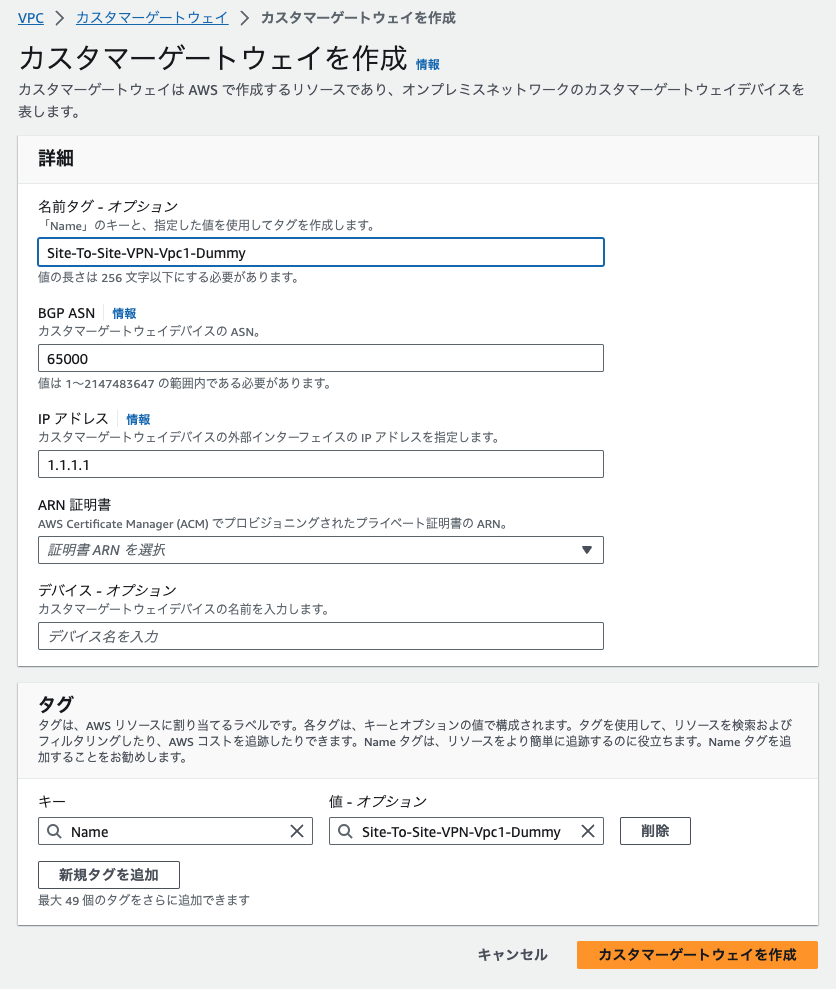 VPC > カスタマーゲートウェイ > カスタマーゲートウェイを作成
カスタマーゲートウェイを作成 情報
カスタマーゲートウェイは AWS で作成するリソースであり、オンプレミスネットワークのカスタマーゲートウェイデバイスを
表します。
詳細
名前タグ - オプション
「Name」のキーと、指定した値を使用してタグを作成します。
Site-To-Site-VPN-Vpc1-Dummy
値の長さは 256 文字以下にする必要があります。
BGP ASN 情報
カスタマーゲートウェイデバイスの ASN。
65000
値は 1～2147483647 の範囲内である必要があります。
IP アドレス 情報
カスタマーゲートウェイデバイスの外部インターフェイスの IP アドレスを指定します。
1.1.1.1
ARN 証明書
AWS Certificate Manager (ACM) でプロビジョニングされたプライベート証明書の ARN。
証明書 ARN を選択
デバイス - オプション
カスタマーゲートウェイデバイスの名前を入力します。
デバイス名を入力
タグ
タグは、AWS リソースに割り当てるラベルです。各タグは、キーとオプションの値で構成されます。タグを使用して、リソースを検索および
フィルタリングしたり、AWS コストを追跡したりできます。Name タグは、リソースをより簡単に追跡するのに役立ちます。Name タグを追
加することをお勧めします。
キー 値 - オプション
Name Site-To-Site-VPN-Vpc1-Dummy 削除
新規タグを追加
最大 49 個のタグをさらに追加できます
キャンセル カスタマーゲートウェイを作成